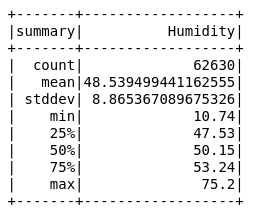 +-------+------------------+
|summary|          Humidity|
+-------+------------------+
|  count|             62630|
|   mean|48.539499441162555|
| stddev| 8.865367089675326|
|    min|             10.74|
|    25%|             47.53|
|    50%|             50.15|
|    75%|             53.24|
|    max|              75.2|
+-------+------------------+